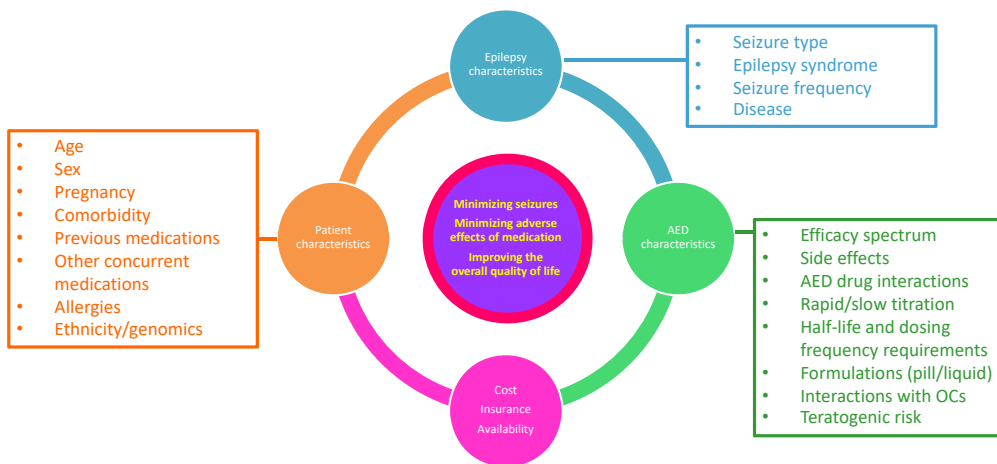 Epilepsy
characteristics
• Seizure type
• Epilepsy syndrome
• Seizure frequency
• Disease
• Age
• Sex
• Pregnancy
• Comorbidity
• Previous medications
• Other concurrent
medications
• Allergies
• Ethnicity/genomics
Patient
characteristics
Minimizing seizures
Minimizing adverse
effects of medication
Improving the
overall quality of life
AED
characteristics
• Efficacy spectrum
• Side effects
• AED drug interactions
• Rapid/slow titration
• Half-life and dosing
frequency requirements
• Formulations (pill/liquid)
• Interactions with OCs
• Teratogenic risk
Cost
Insurance
Availability